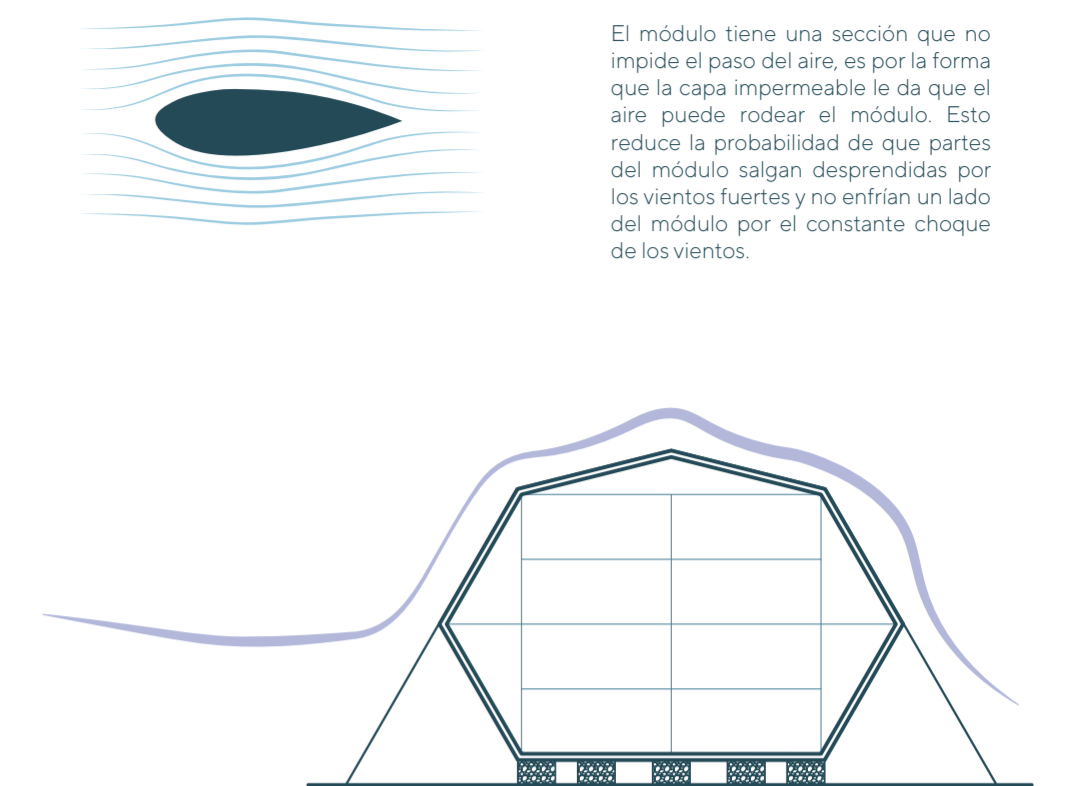 El módulo tiene una sección que no
impide el paso del aire, es por la forma
que la capa impermeable le da que el
aire puede rodear el módulo. Esto
reduce la probabilidad de que partes
del módulo salgan desprendidas por
los vientos fuertes y no enfrían un lado
del módulo por el constante choque
de los vientos.